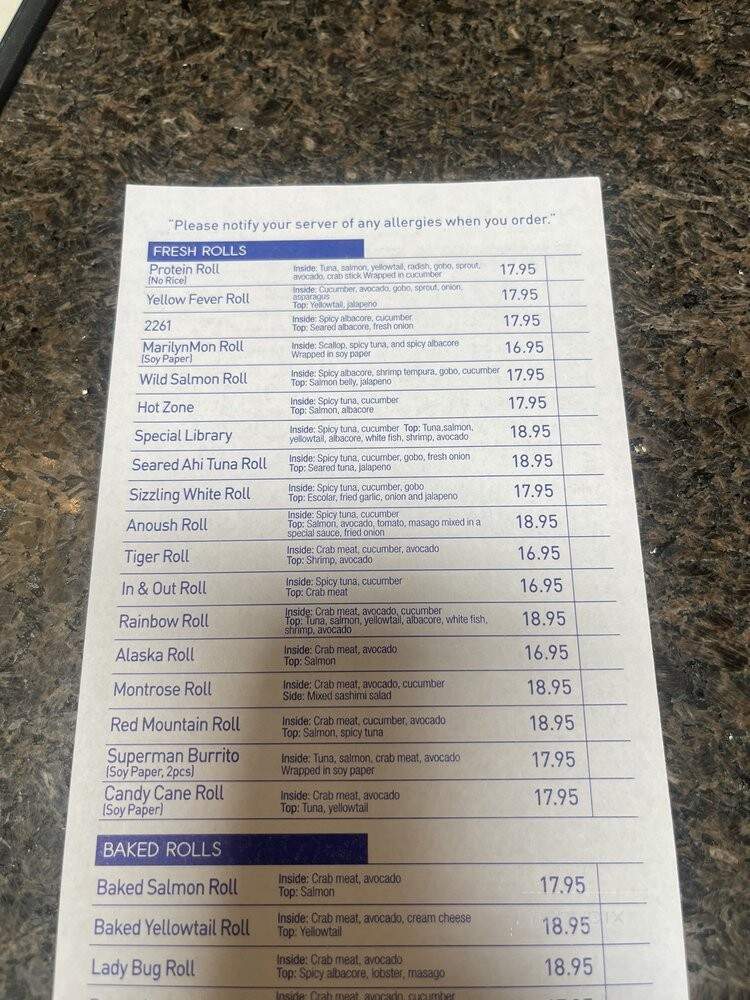 "Please notify your server of any allergies when you order."
FRESH ROLLS
Protein Roll
(No Rice)
Inside: Tuna, salmon, yellowtail, radish, gobo, sprout,
avocado, crab stick Wrapped in cucumber
17.95
Yellow Fever Roll
Inside: Cucumber, avocado, gobo, sprout, onion,
asparagus
Top: Yellowtail, jalapeno
17.95
2261
Inside: Spicy albacore, cucumber
Top: Seared albacore, fresh onion
17.95
MarilynMon Roll
(Soy Paper)
Inside: Scallop, spicy tuna, and spicy albacore
Wrapped in soy paper
16.95
Wild Salmon Roll
Inside: Spicy albacore, shrimp tempura, gobo, cucumber
Top: Salmon belly, jalapeno
17.95
Hot Zone
Inside: Spicy tuna, cucumber
Top: Salmon, albacore
17.95
Special Library
Inside: Spicy tuna, cucumber Top: Tuna,salmon,
yellowtail, albacore, white fish, shrimp, avocado
18.95
Seared Ahi Tuna Roll
Inside: Spicy tuna, cucumber, gobo, fresh onion
Top: Seared tuna, jalapeno
18.95
Sizzling White Roll
Inside: Spicy tuna, cucumber, gobo
Top: Escolar, fried garlic, onion and jalapeno
17.95
Anoush Roll
Inside: Spicy tuna, cucumber
Top: Salmon, avocado, tomato, masago mixed in a
special sauce, fried onion
18.95
Tiger Roll
Inside: Crab meat, cucumber, avocado
Top: Shrimp, avocado
16.95
In & Out Roll
Inside: Spicy tuna, cucumber
Top: Crab meat
16.95
Rainbow Roll
Inside: Crab meat, avocado, cucumber
Top: Tuna, salmon, yellowtail, albacore, white fish,
shrimp, avocado
18.95
Alaska Roll
Inside: Crab meat, avocado
Top: Salmon
16.95
Montrose Roll
Inside: Crab meat, avocado, cucumber
Side: Mixed sashimi salad
18.95
Red Mountain Roll
Inside: Crab meat, cucumber, avocado
Top: Salmon, spicy tuna
18.95
Superman Burrito
(Soy Paper, 2pcs)
Inside: Tuna, salmon, crab meat, avocado
Wrapped in soy paper
17.95
Candy Cane Roll
(Soy Paper)
Inside: Crab meat, avocado
Top: Tuna, yellowtail
17.95
BAKED ROLLS
Baked Salmon Roll
Inside: Crab meat, avocado
Top: Salmon
17.95
Baked Yellowtail Roll
Inside: Crab meat, avocado, cream cheese
Top: Yellowtail
18.95
Lady Bug Roll
Inside: Crab meat, avocado
Top: Spicy albacore, lobster, masago
18.95
Inside: Crab meat, avocado, cucumber